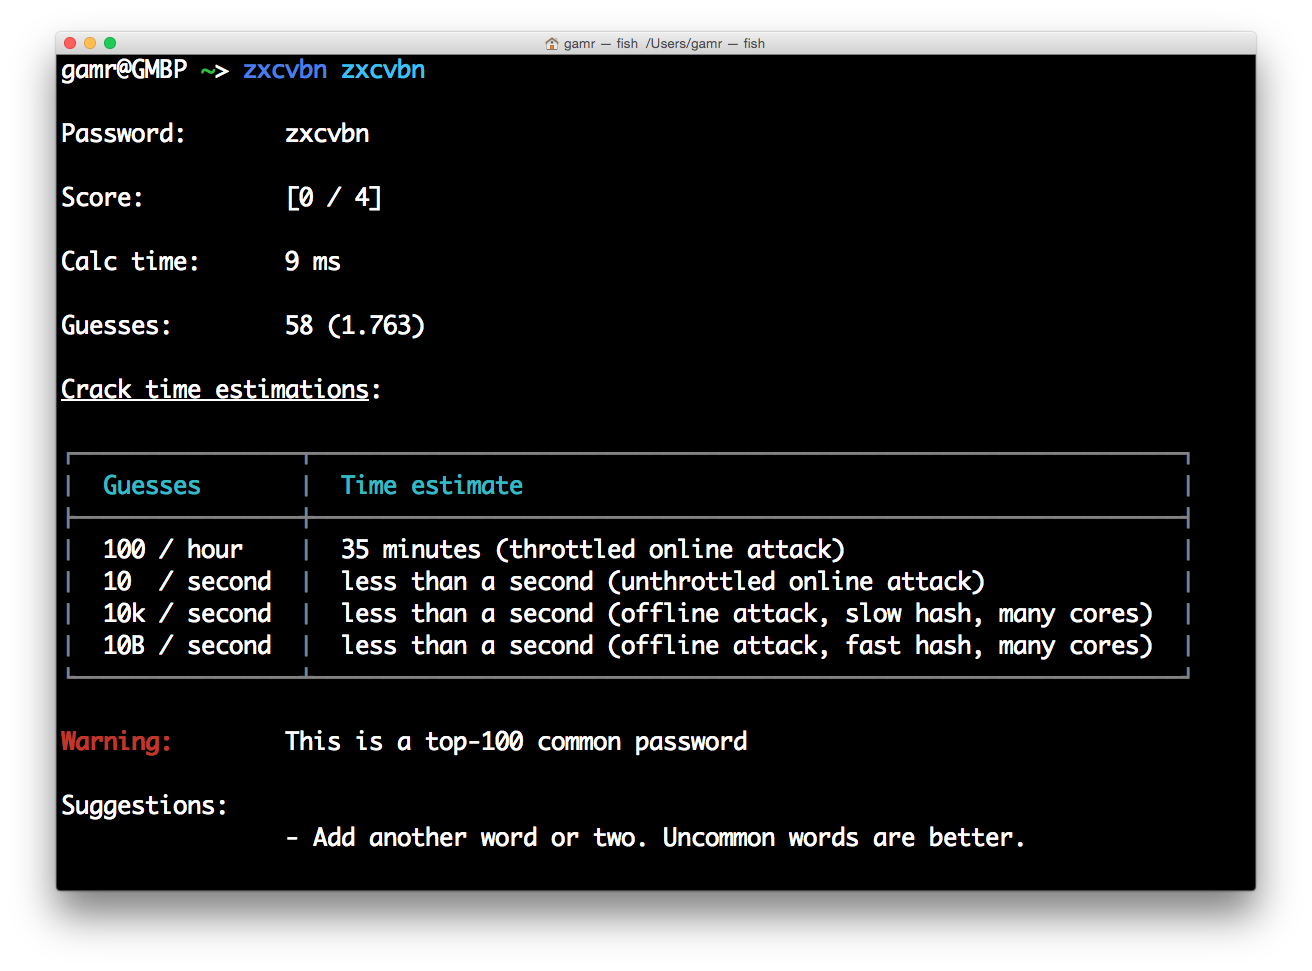 gamr — fish /Users/gamr — fish
gamr@GMBP ~> zxcvbn zxcvbn
Password: zxcvbn
Score: [0 / 4]
Calc time: 9 ms
Guesses: 58 (1.763)
Crack time estimations:
Guesses | Time estimate
100 / hour | 35 minutes (throttled online attack)
10 / second | less than a second (unthrottled online attack)
10k / second | less than a second (offline attack, slow hash, many cores)
10B / second | less than a second (offline attack, fast hash, many cores)
Warning: This is a top-100 common password
Suggestions:
- Add another word or two. Uncommon words are better.